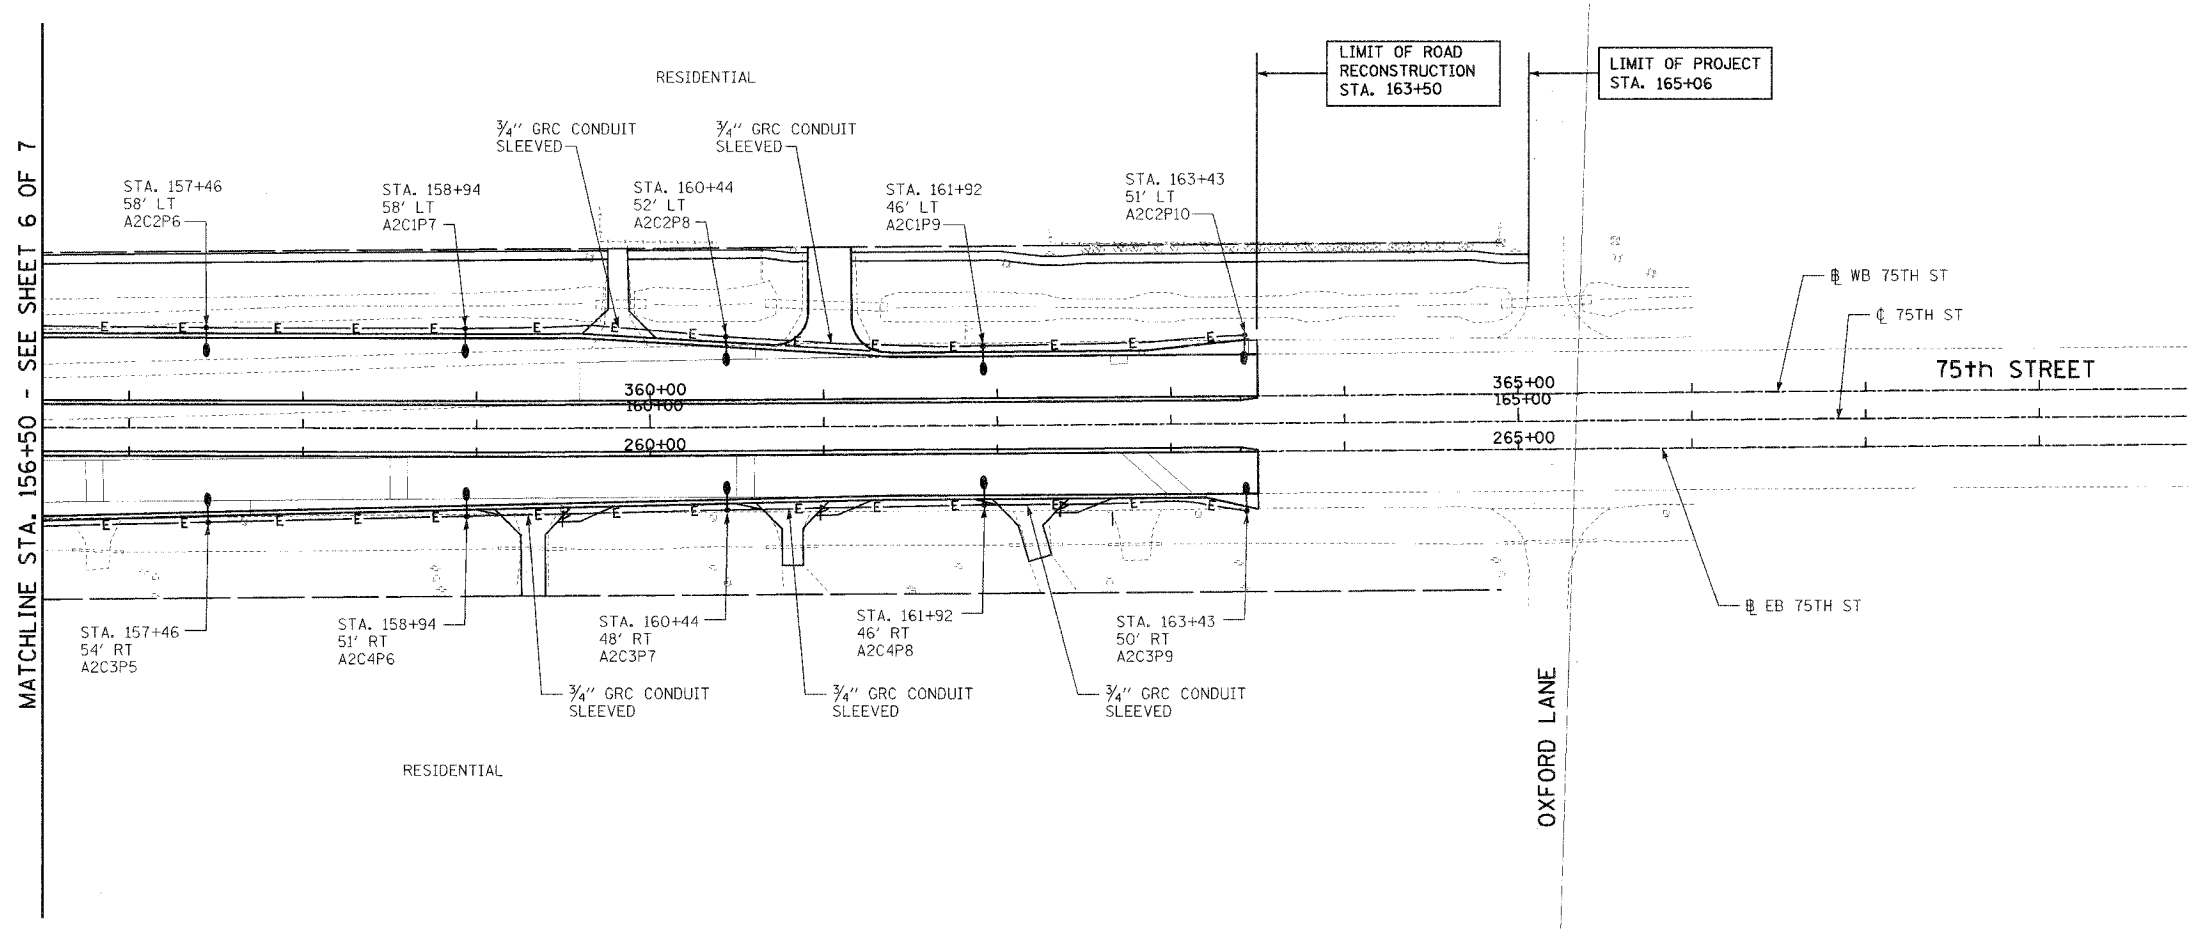 MATCHLINE STA. 156+50 - SEE SHEET 6 OF 7
RESIDENTIAL
LIMIT OF ROAD
RECONSTRUCTION
STA. 163+50
LIMIT OF PROJECT
STA. 165+06
3/4" GRC CONDUIT
SLEEVED
3/4" GRC CONDUIT
SLEEVED
STA. 157+46
58' LT
A2C2P6
STA. 158+94
58' LT
A2C1P7
STA. 160+44
52' LT
A2C2P8
STA. 161+92
46' LT
A2C1P9
STA. 163+43
51' LT
A2C2P10
E E E E E E E E E E E E E E E
℄ WB 75TH ST
℄ 75TH ST
75th STREET
360+00
160+00
260+00
365+00
165+00
265+00
E E E E E E E E E E E E E E E
℄ EB 75TH ST
STA. 157+46
54' RT
A2C3P5
STA. 158+94
51' RT
A2C4P6
STA. 160+44
48' RT
A2C3P7
STA. 161+92
46' RT
A2C4P8
STA. 163+43
50' RT
A2C3P9
3/4" GRC CONDUIT
SLEEVED
3/4" GRC CONDUIT
SLEEVED
3/4" GRC CONDUIT
SLEEVED
RESIDENTIAL
OXFORD LANE